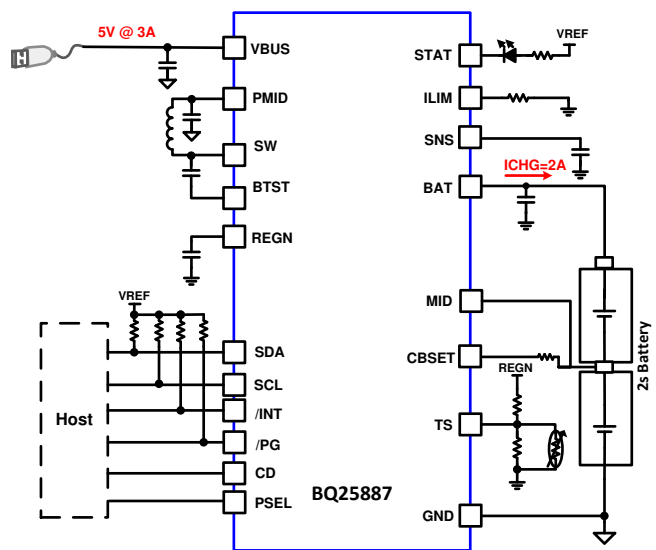 5V @ 3A
VBUS
PMID
SW
BTST
REGN
VREF
Host
SDA
SCL
/INT
/PG
CD
PSEL
BQ25887
STAT
VREF
ILIM
SNS
ICHG=2A
BAT
MID
CBSET
REGN
TS
GND
2s Battery